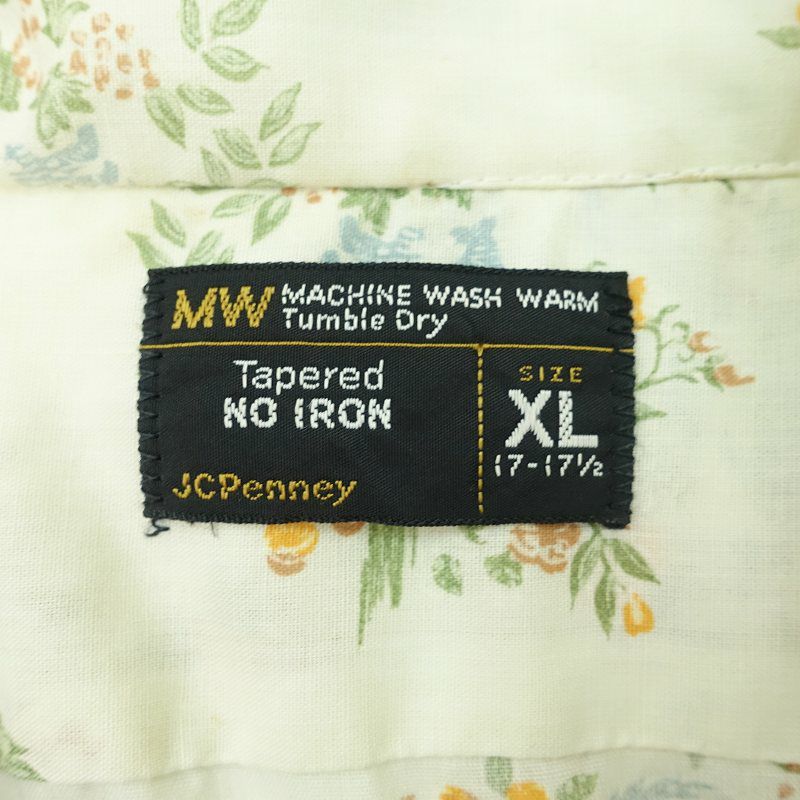 MW MACHINE WASH WARM
Tumble Dry
Tapered
NO IRON
JCPenney
SIZE
XL
17-17½